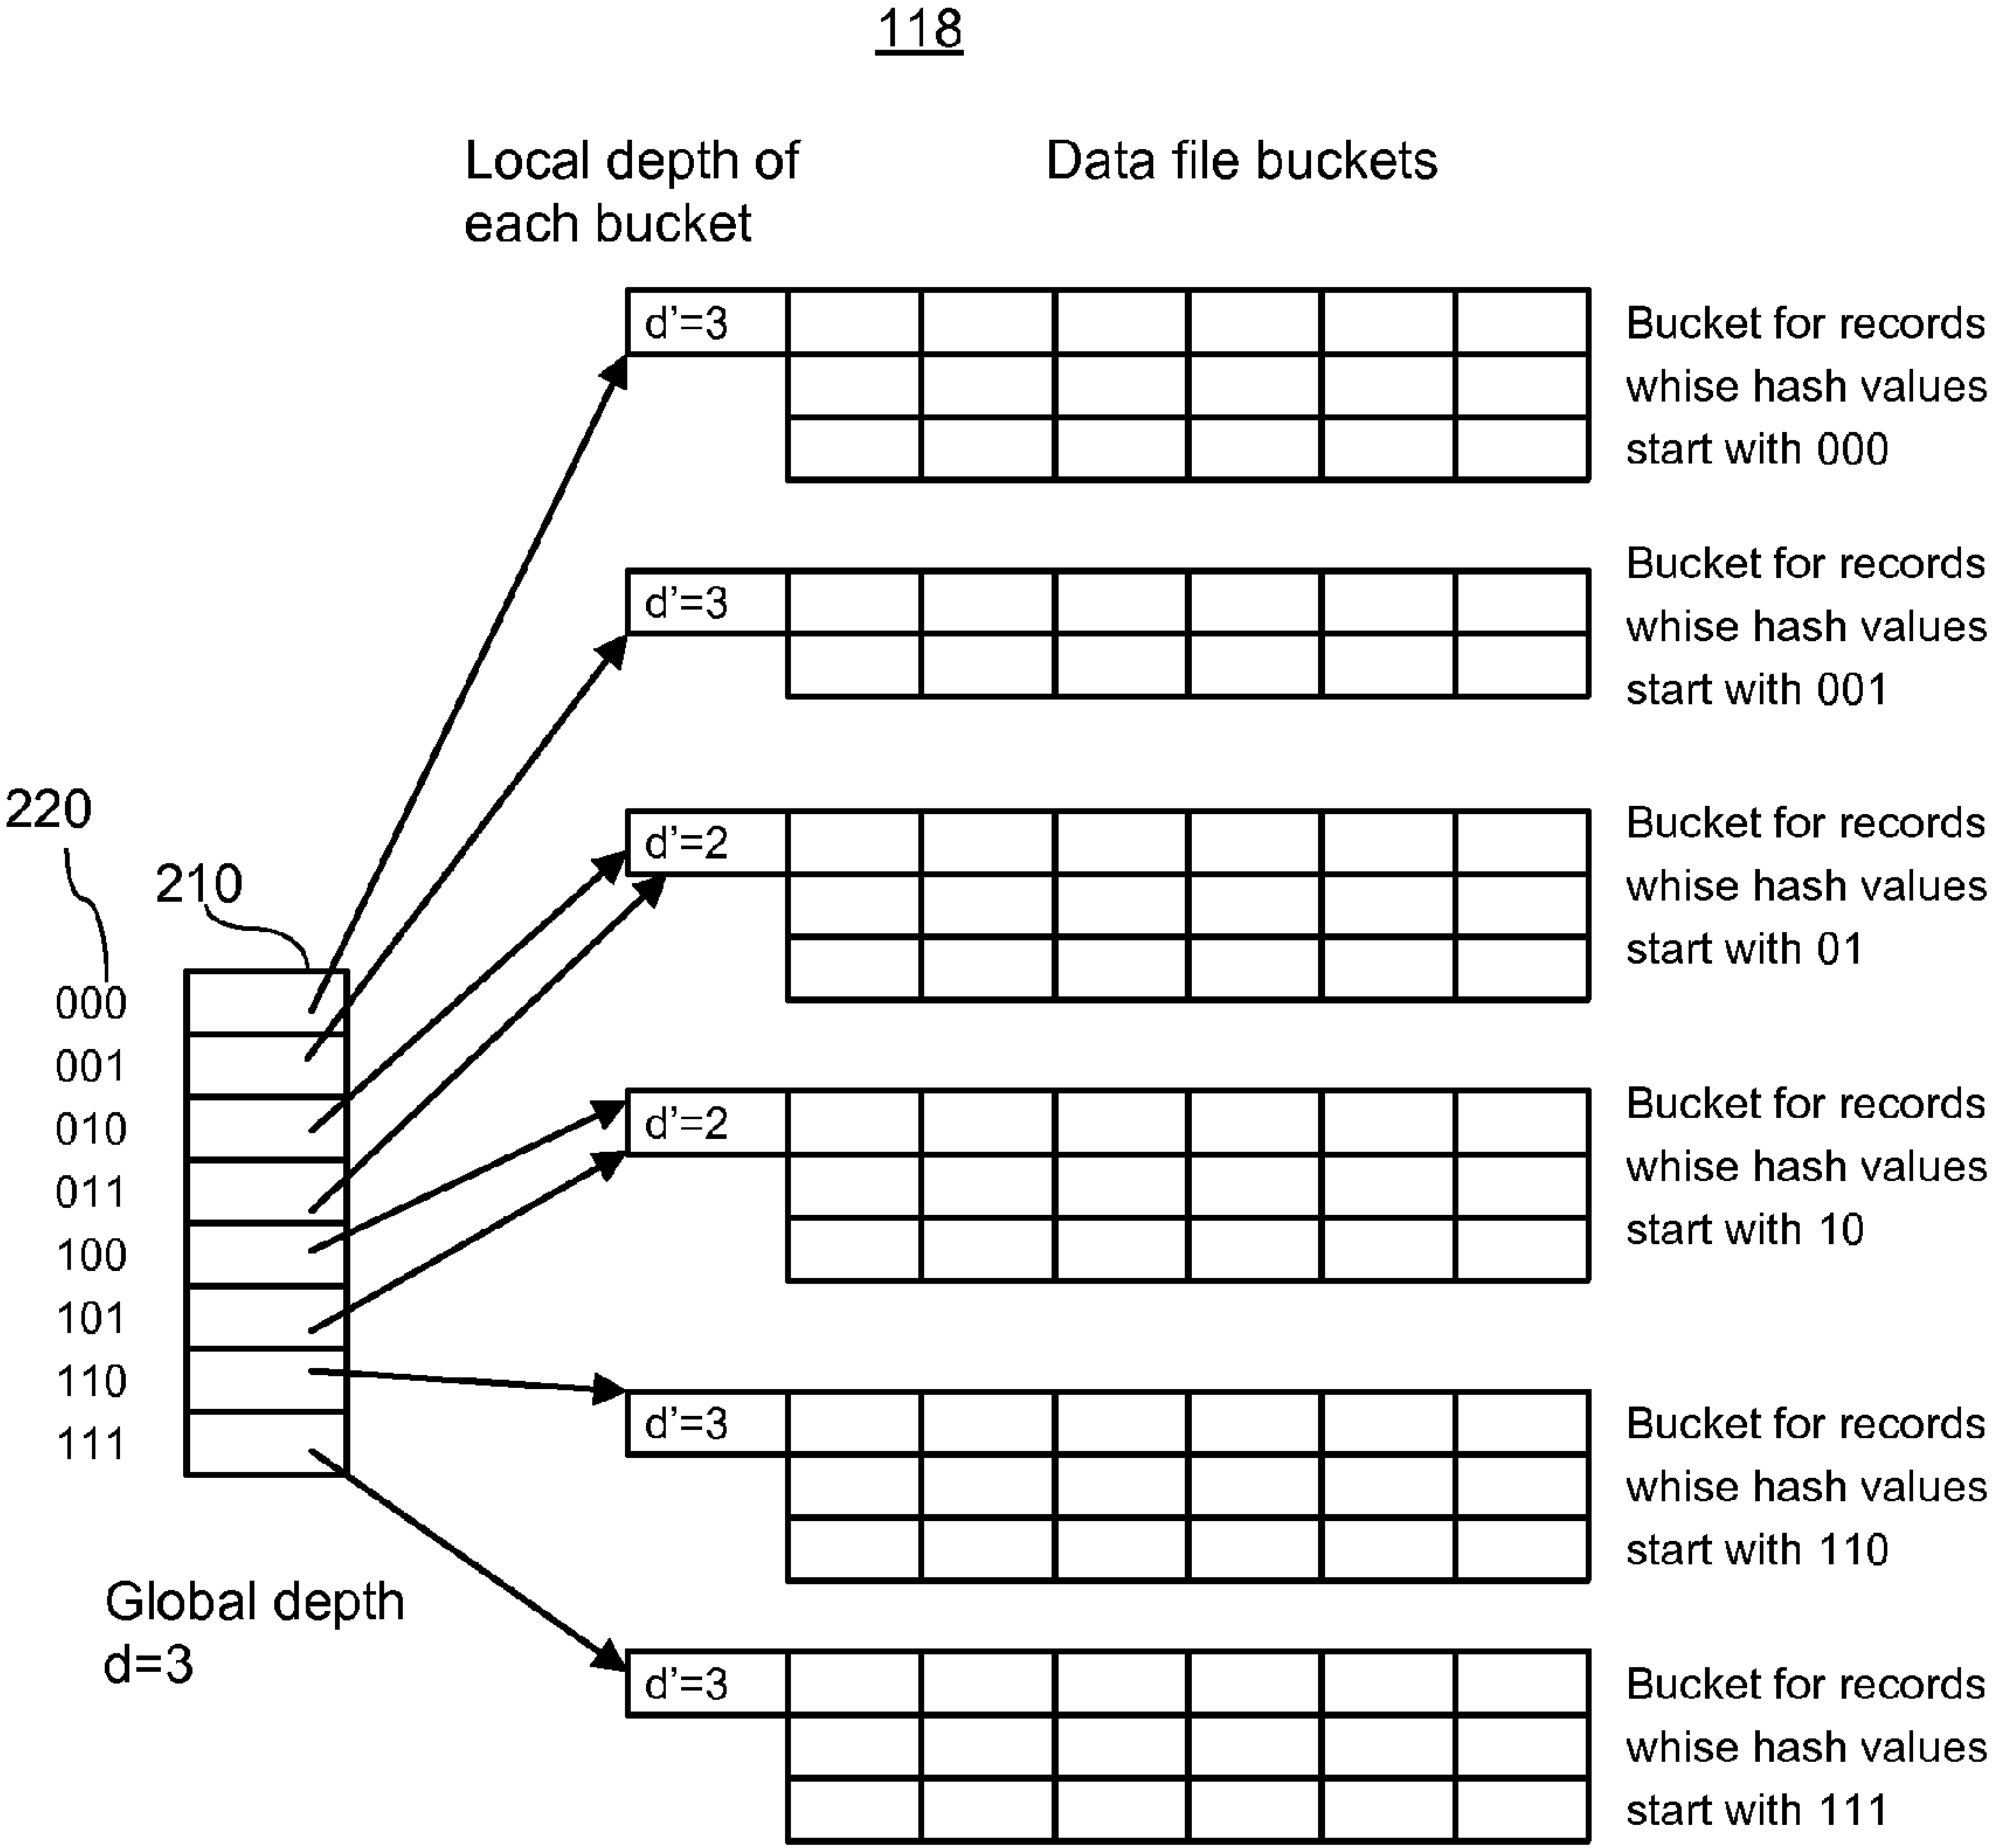 118
Local depth of
each bucket
Data file buckets
d'=3
Bucket for records
whise hash values
start with 000
d'=3
Bucket for records
whise hash values
start with 001
220
210
d'=2
Bucket for records
whise hash values
start with 01
000
001
010
011
100
101
110
111
d'=2
Bucket for records
whise hash values
start with 10
d'=3
Bucket for records
whise hash values
start with 110
Global depth
d=3
d'=3
Bucket for records
whise hash values
start with 111